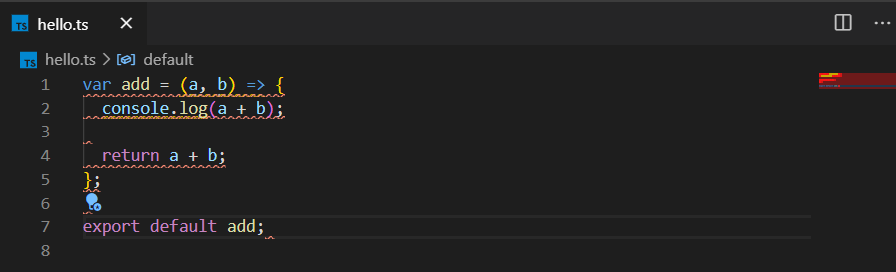 TS hello.ts
TS hello.ts > default
1 var add = (a, b) => {
2   console.log(a + b);
3
4   return a + b;
5 };
6
7 export default add;
8